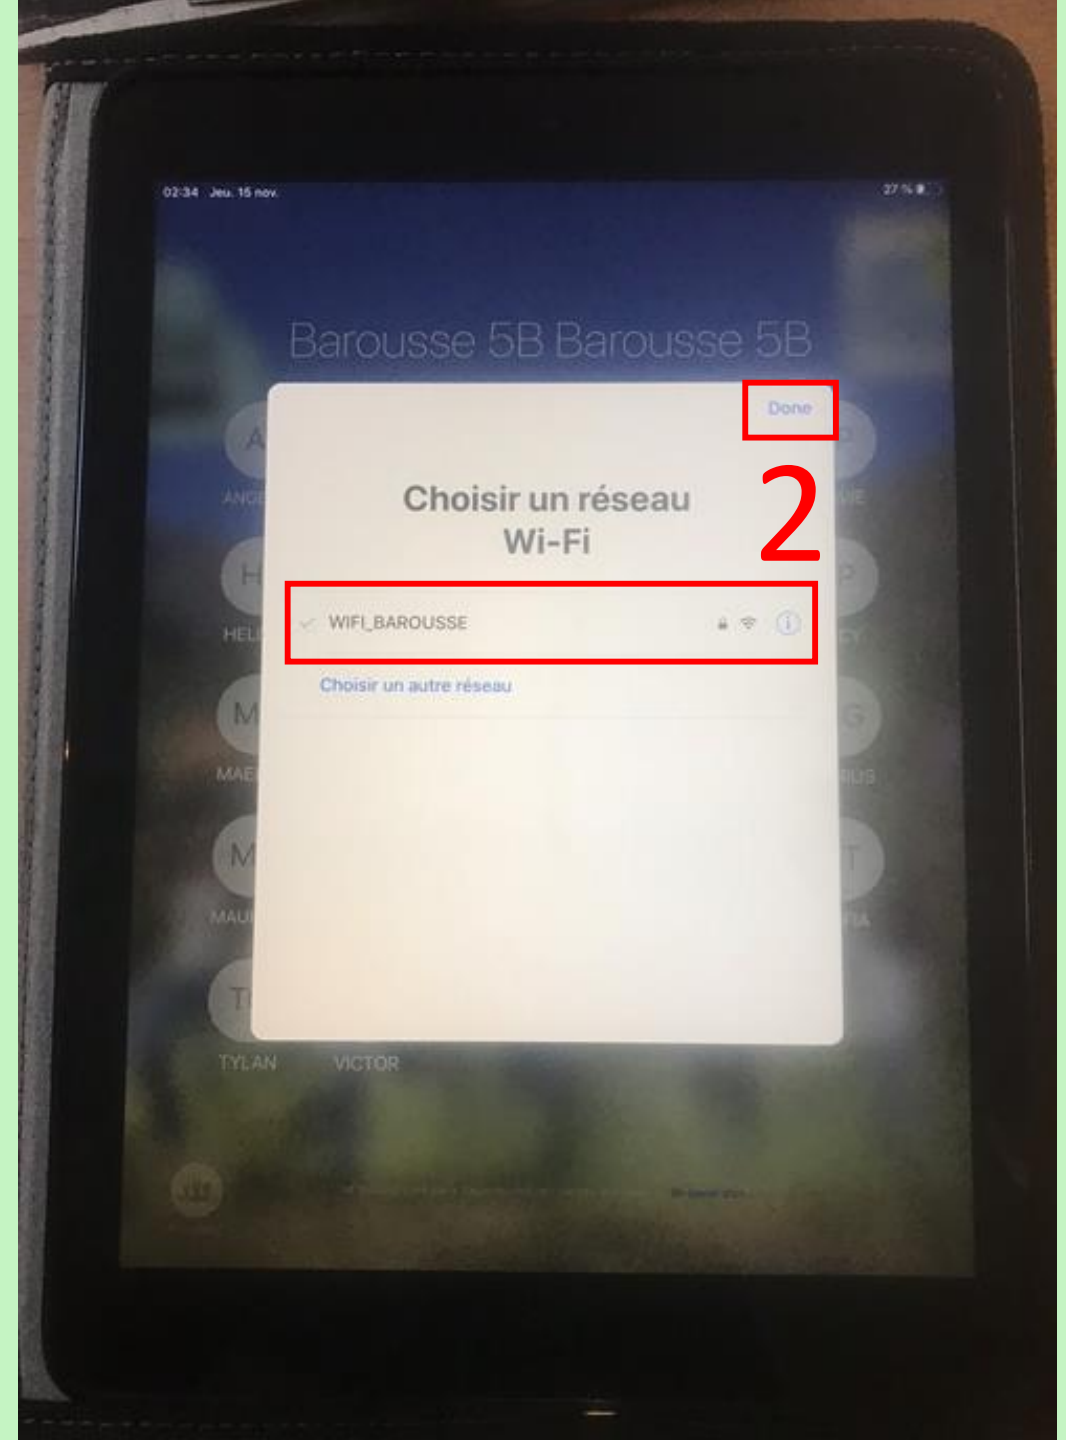 02:34 Jeu. 15 nov.
27 %
Barousse 5B Barousse 5B
Done
2
Choisir un réseau
Wi-Fi
WIFI_BAROUSSE
Choisir un autre réseau
A
H
M
G
M
T
P
TYLAN VICTOR